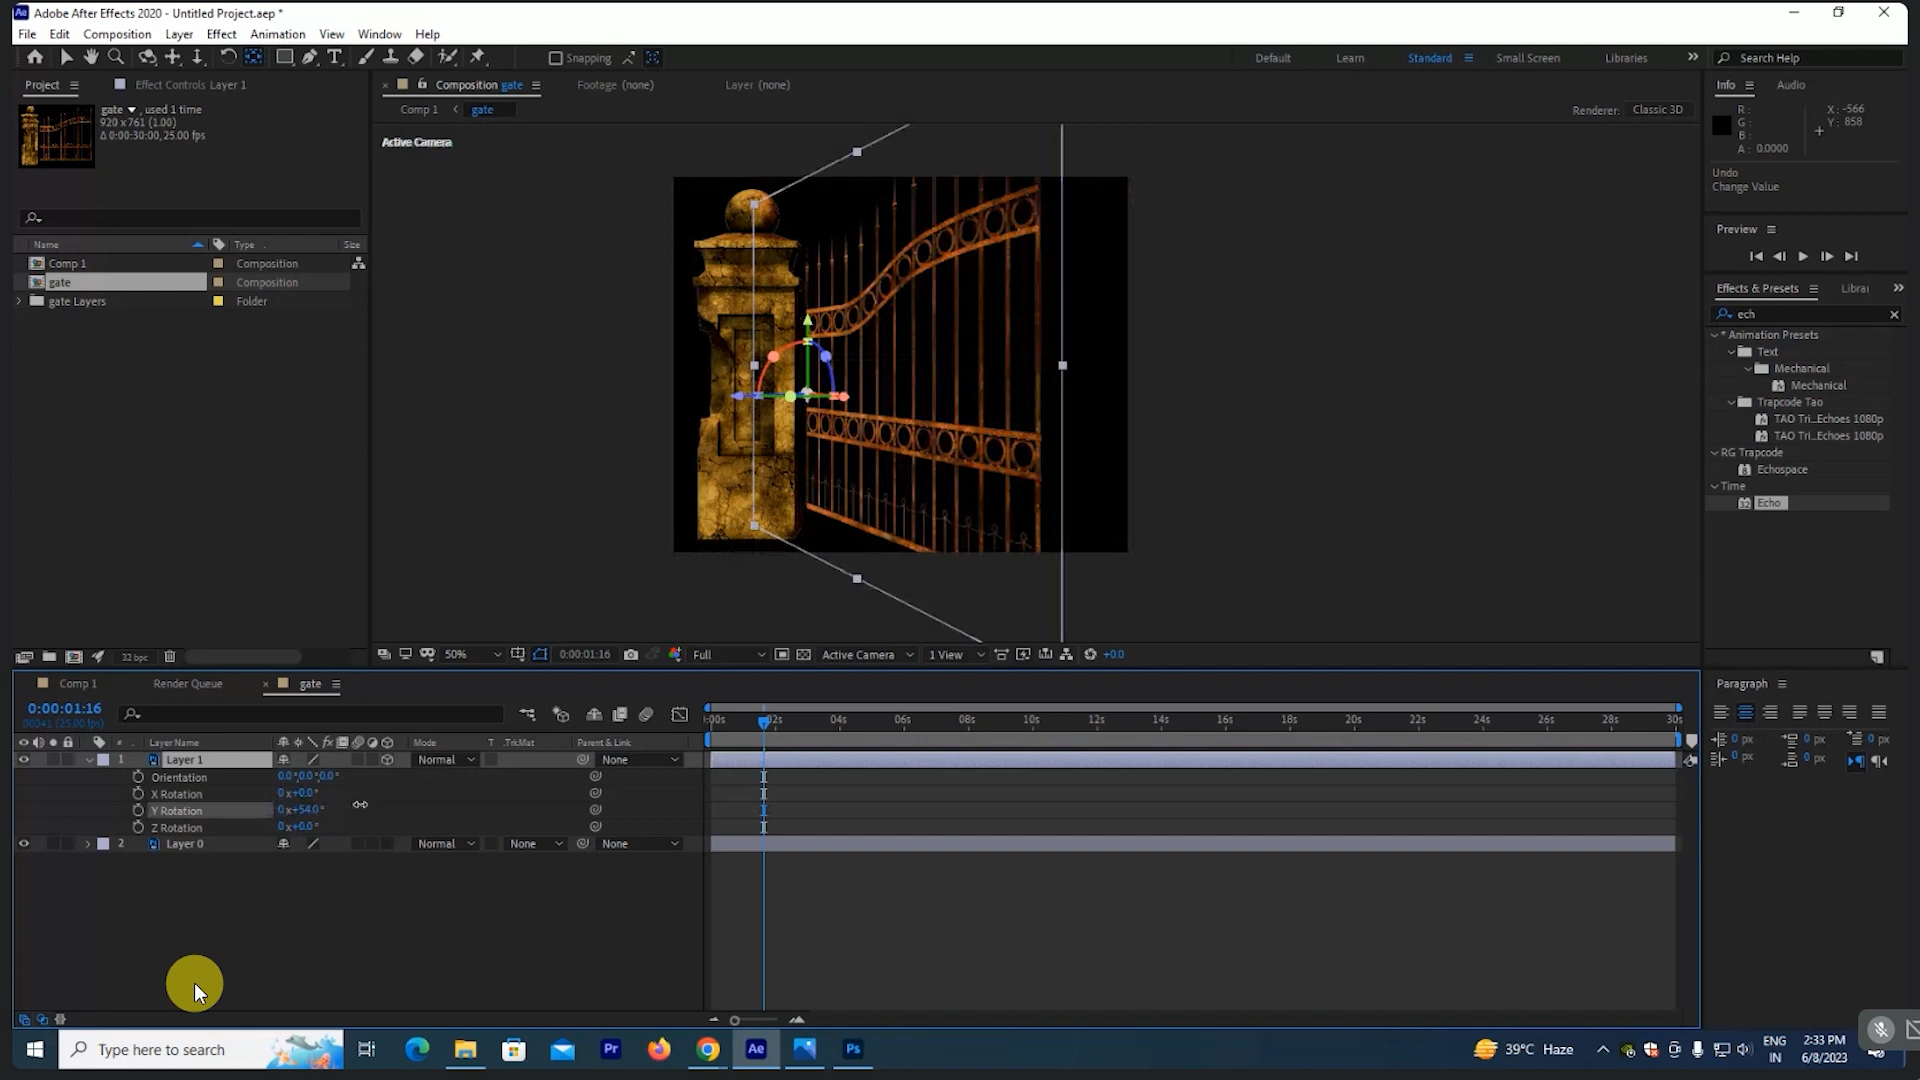 Adobe After Effects 2020 - Untitled Project.aep *
File Edit Composition Layer Effect Animation View Window Help
Snapping
Default Learn Standard Small Screen Libraries
Search Help
Project
Effect Controls Layer 1
Composition gate
Footage (none)
Layer (none)
Info
Audio
gate ▼, used 1 time
920 x 761 (1.00)
Δ 0:00:30:00, 25.00 fps
Comp 1
gate
Renderer: Classic 3D
R :
G :
B :
A : 0.0000
X : -566
Y : 858
Active Camera
Undo
Change Value
Name Type Size
Comp 1 Composition
gate Composition
gate Layers Folder
Preview
Effects & Presets
Librar
ech
* Animation Presets
Text
Mechanical
Mechanical
Trapcode Tao
TAO Tri_Echoes 1080p
TAO Tri_Echoes 1080p
RG Trapcode
Echospace
Time
Echo
32 bpc
50% 0:00:01:16 Full Active Camera 1 View +0.0
Comp 1
Render Queue
gate
Paragraph
0:00:01:16
00041 (25.00 fps)
:00s 02s 04s 06s 08s 10s 12s 14s 16s 18s 20s 22s 24s 26s 28s 30s
# Layer Name Mode T .TrkMat Parent & Link
1 Layer 1 Normal None
Orientation 0.0°,0.0°,0.0°
X Rotation 0x+0.0°
Y Rotation 0x+54.0°
Z Rotation 0x+0.0°
2 Layer 0 Normal None None
0 px 0 px 0 px
0 px 0 px
Type here to search
Pr
Ae
Ps
39°C Haze
ENG
IN
2:33 PM
6/8/2023